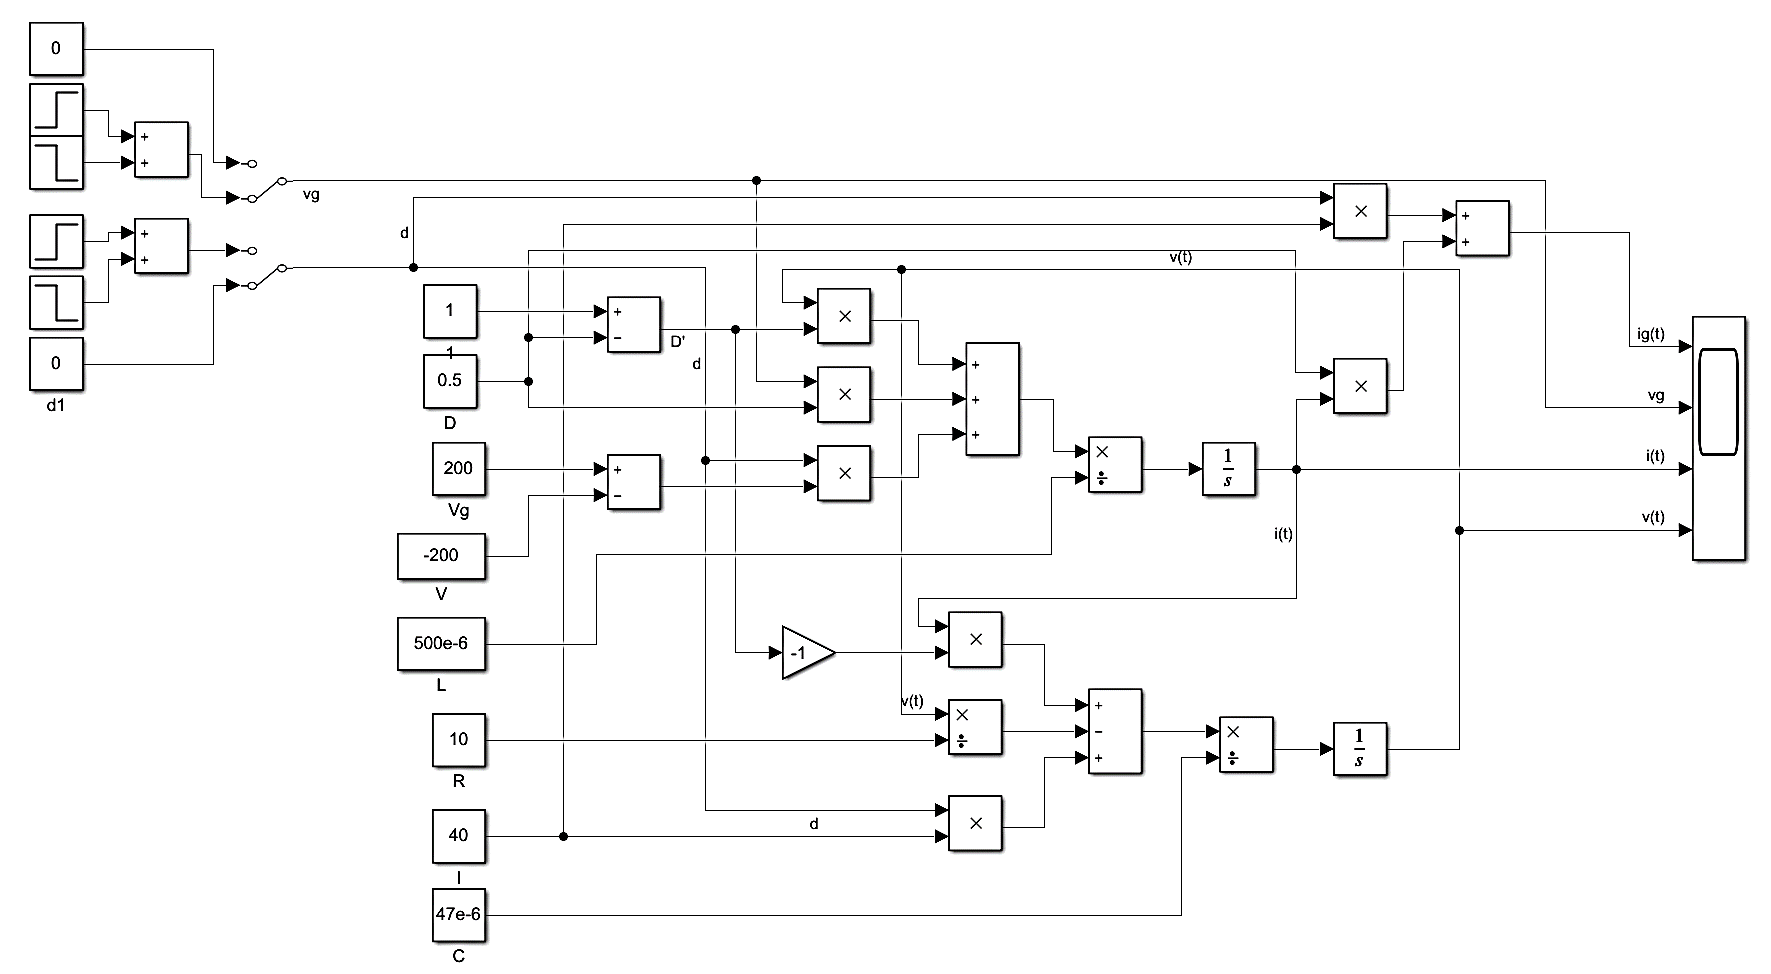 0
+
+
vg
+
+
d
0
d1
1
1
0.5
D
+
−
D'
d
200
Vg
+
−
-200
V
500e-6
L
10
R
40
I
47e-6
C
×
×
×
+
+
+
×
÷
1
s
i(t)
v(t)
×
×
+
+
ig(t)
vg
i(t)
v(t)
-1
×
v(t)
×
÷
d
×
+
−
+
×
÷
1
s